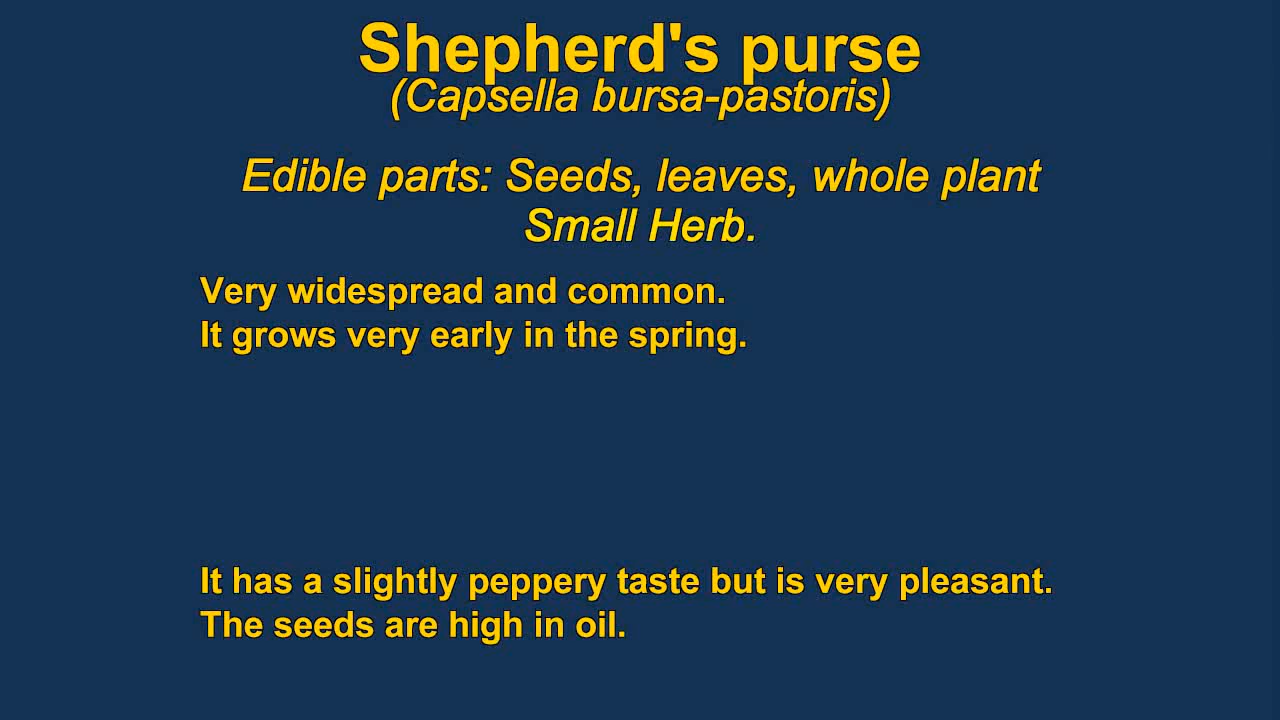 Shepherd's purse
(Capsella bursa-pastoris)
Edible parts: Seeds, leaves, whole plant
Small Herb.
Very widespread and common.
It grows very early in the spring.
It has a slightly peppery taste but is very pleasant.
The seeds are high in oil.